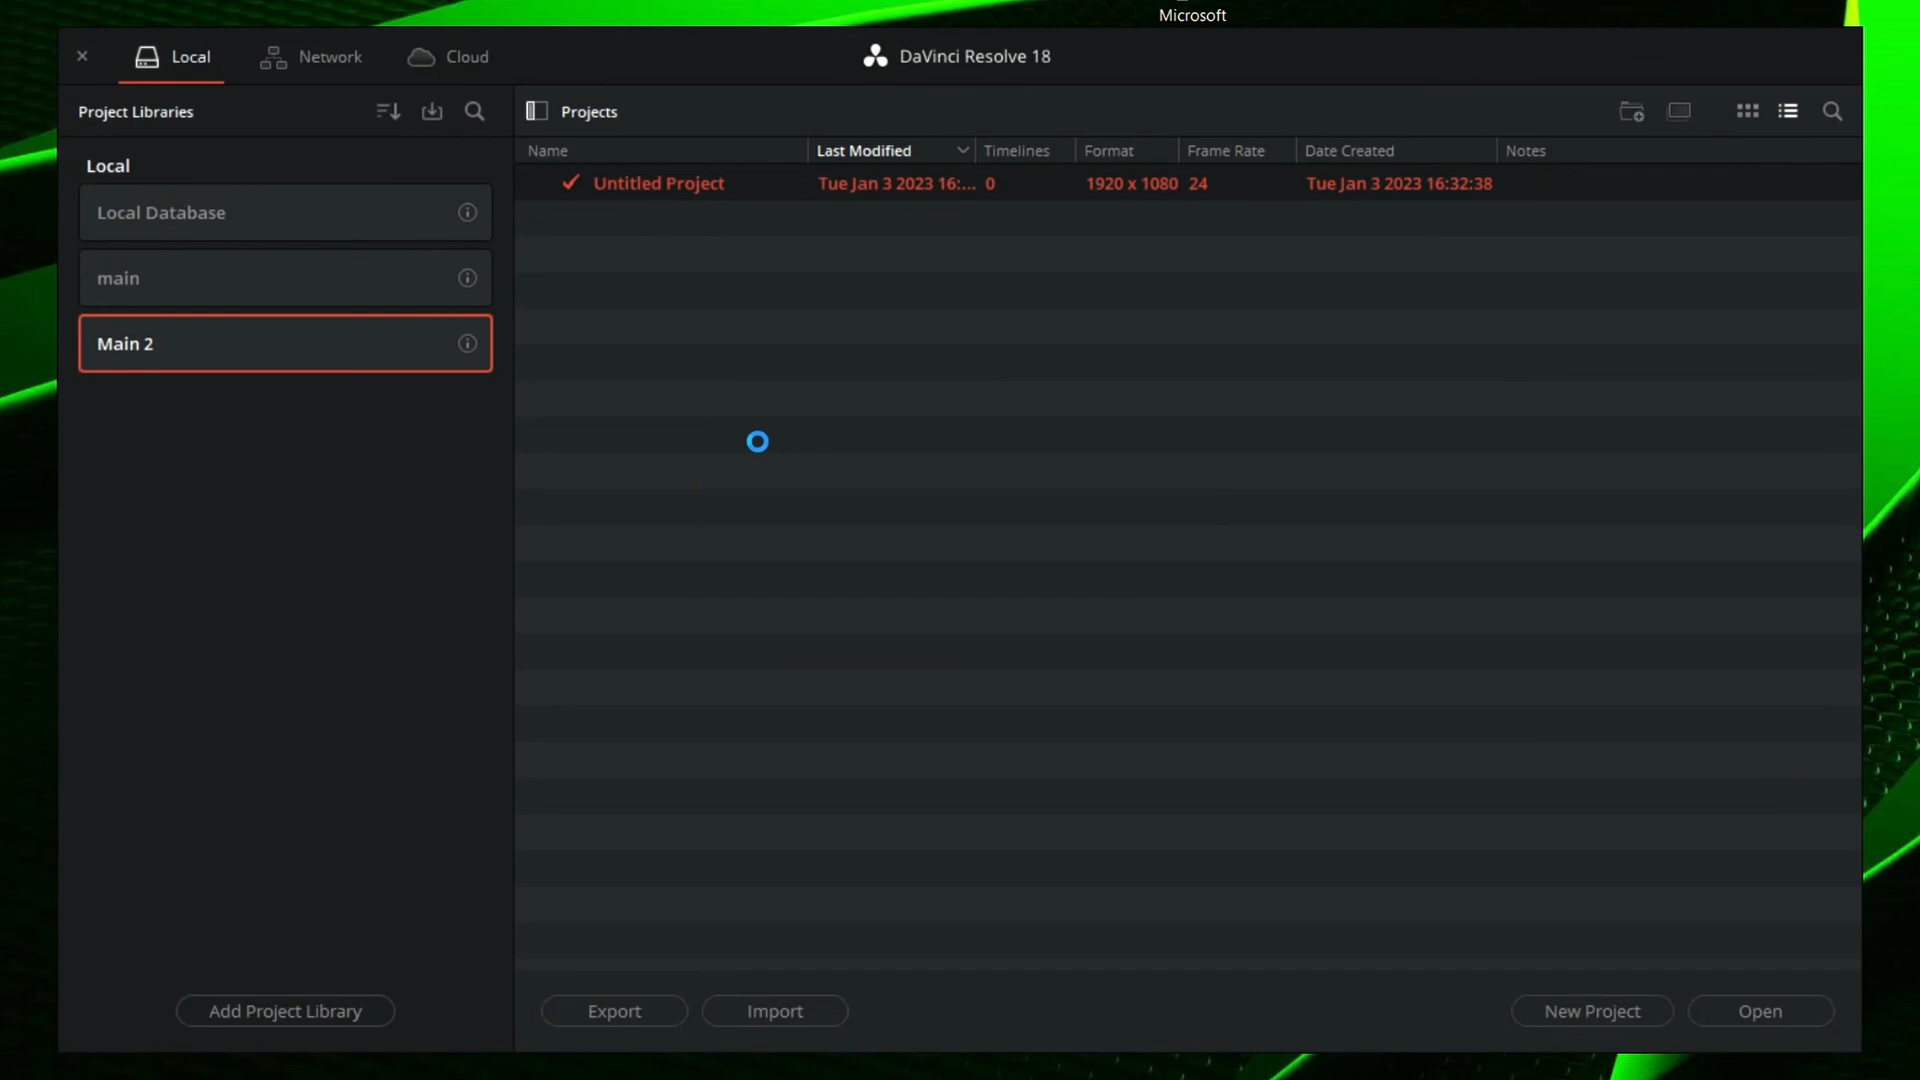 Microsoft
Local
Network
Cloud
DaVinci Resolve 18
Project Libraries
Projects
Name
Last Modified
Timelines
Format
Frame Rate
Date Created
Notes
Local
Untitled Project
Tue Jan 3 2023 16:...
0
1920 x 1080
24
Tue Jan 3 2023 16:32:38
Local Database
main
Main 2
Add Project Library
Export
Import
New Project
Open